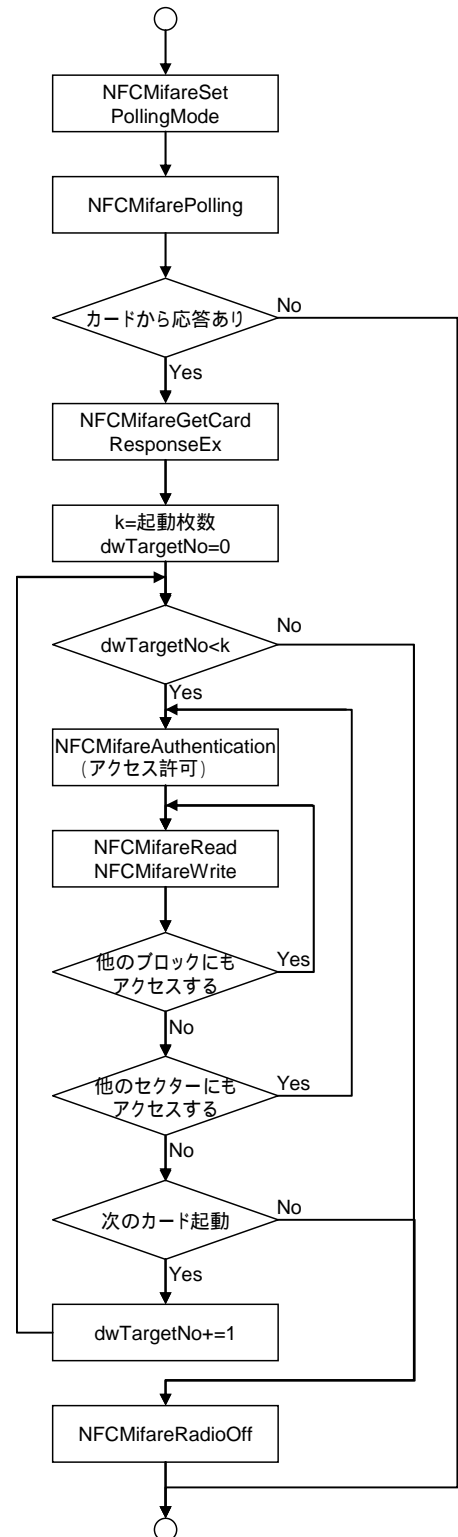 NFCMifareSet
PollingMode
NFCMifarePolling
カードから応答あり
No
Yes
NFCMifareGetCard
ResponseEx
k=起動枚数
dwTargetNo=0
dwTargetNo<k
No
Yes
NFCMifareAuthentication
(アクセス許可)
NFCMifareRead
NFCMifareWrite
他のブロックにも
アクセスする
Yes
No
他のセクターにも
アクセスする
Yes
No
次のカード起動
No
Yes
dwTargetNo+=1
NFCMifareRadioOff